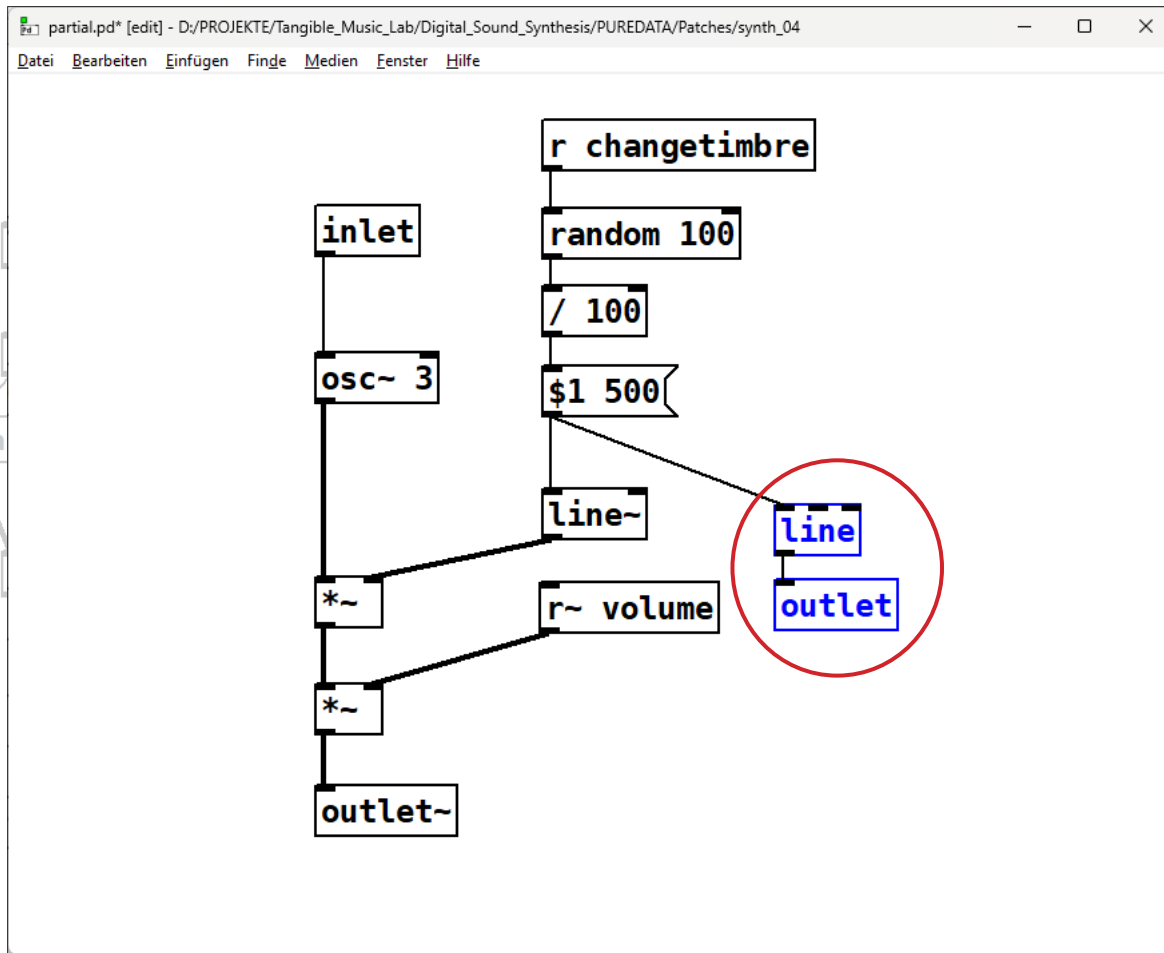 partial.pd* [edit] - D:/PROJEKTE/Tangible_Music_Lab/Digital_Sound_Synthesis/PUREDATA/Patches/synth_04
Datei Bearbeiten Einfügen Finde Medien Fenster Hilfe
r changetimbre
inlet
random 100
/ 100
osc~ 3
$1 500
line~
line
*~
r~ volume
outlet
*~
outlet~